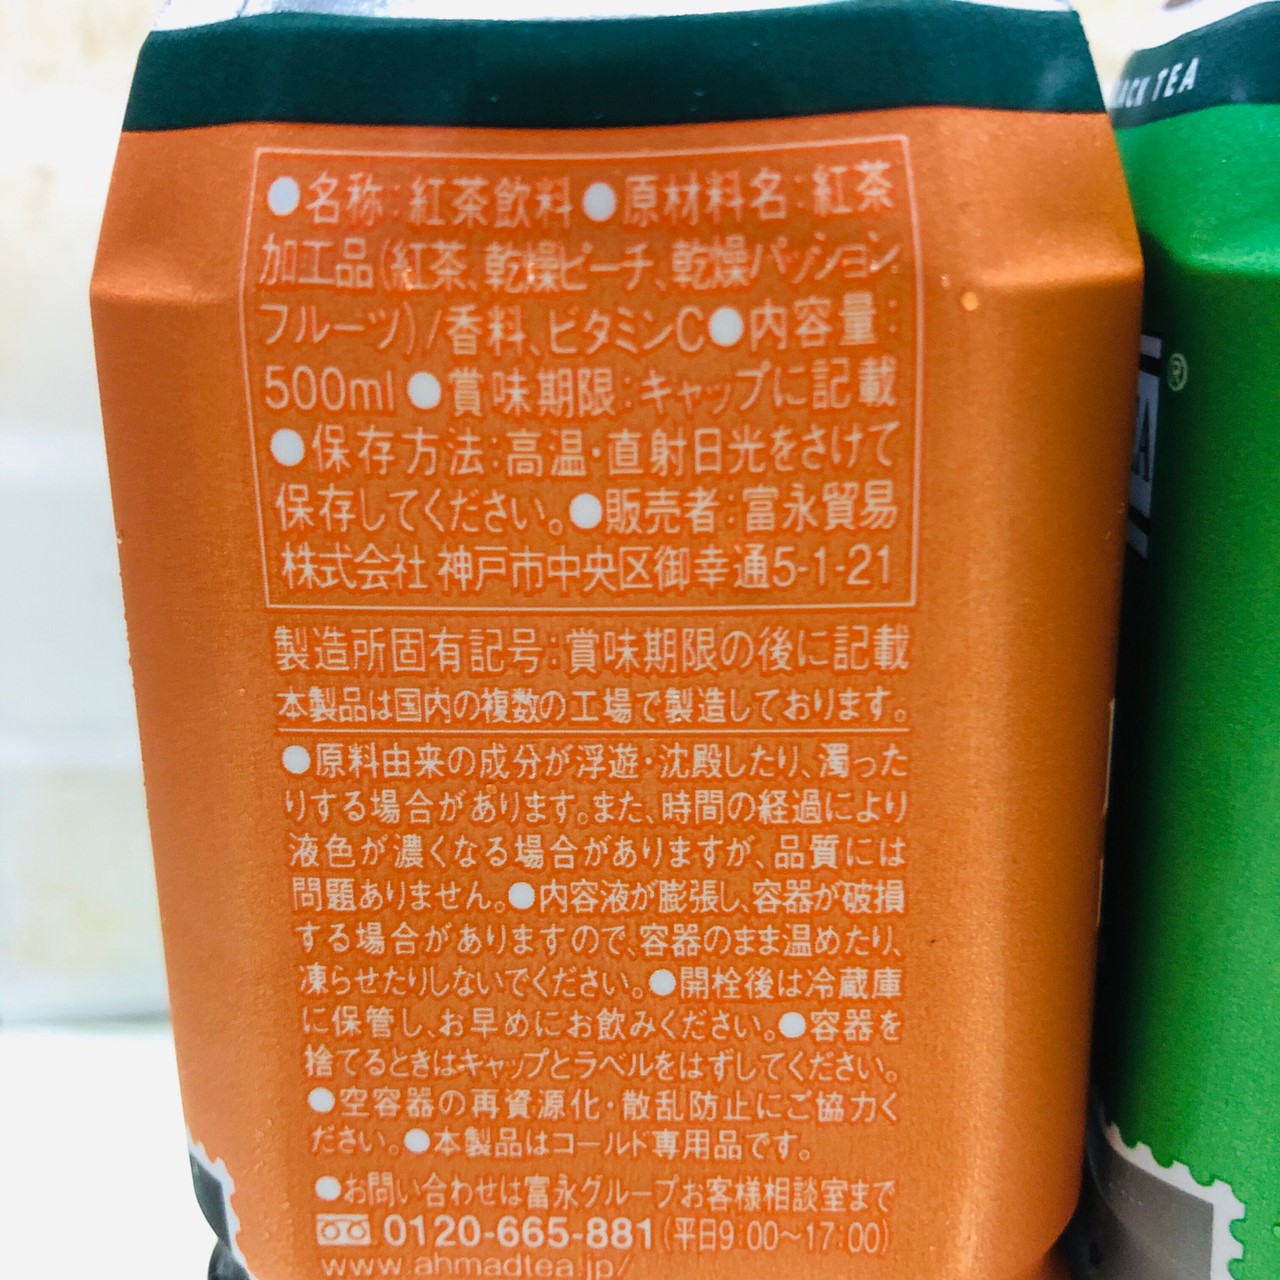 ●名称:紅茶飲料●原材料名:紅茶
加工品(紅茶、乾燥ピーチ、乾燥パッション
フルーツ)/香料、ビタミンC●内容量:
500ml ●賞味期限:キャップに記載
●保存方法:高温・直射日光をさけて
保存してください。●販売者:富永貿易
株式会社 神戸市中央区御幸通5-1-21
製造所固有記号:賞味期限の後に記載
本製品は国内の複数の工場で製造しております。
●原料由来の成分が浮遊・沈殿したり、濁った
りする場合があります。また、時間の経過により
液色が濃くなる場合がありますが、品質には
問題ありません。●内容液が膨張し、容器が破損
する場合がありますので、容器のまま温めたり、
凍らせたりしないでください。●開栓後は冷蔵庫
に保管し、お早めにお飲みください。●容器を
捨てるときはキャップとラベルをはずしてください。
●空容器の再資源化・散乱防止にご協力く
ださい。●本製品はコールド専用品です。
●お問い合わせは富永グループお客様相談室まで
0120-665-881(平日9:00~17:00)
www.ahmadtea.jp/
TEA
®